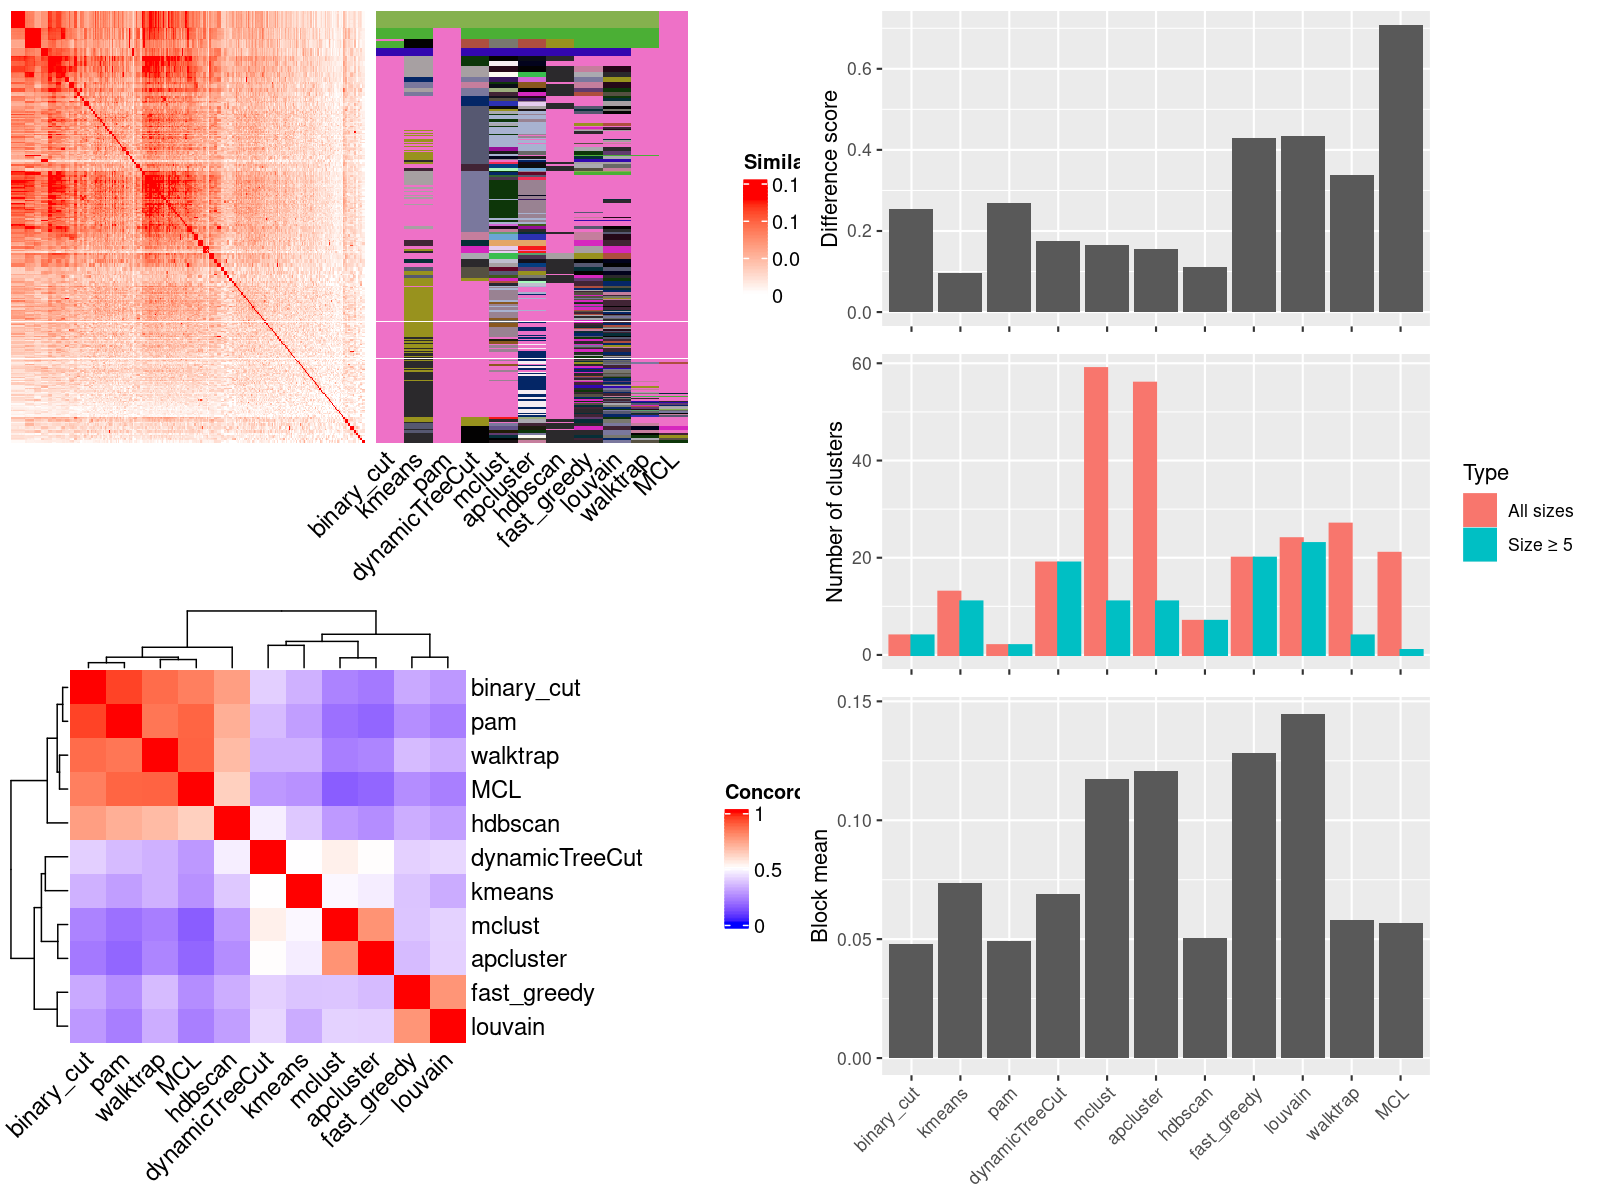 Simila
0.1
0.1
0.0
0
binary_cut
kmeans
pam
dynamicTreeCut
mclust
apcluster
hdbscan
fast_greedy
louvain
walktrap
MCL
binary_cut
pam
walktrap
MCL
hdbscan
dynamicTreeCut
kmeans
mclust
apcluster
fast_greedy
louvain
binary_cut
pam
walktrap
MCL
hdbscan
dynamicTreeCut
kmeans
mclust
apcluster
fast_greedy
louvain
Concord
1
0.5
0
Difference score
0.6
0.4
0.2
0.0
Number of clusters
60
40
20
0
Type
All sizes
Size ≥ 5
Block mean
0.15
0.10
0.05
0.00
binary_cut
kmeans
pam
dynamicTreeCut
mclust
apcluster
hdbscan
fast_greedy
louvain
walktrap
MCL